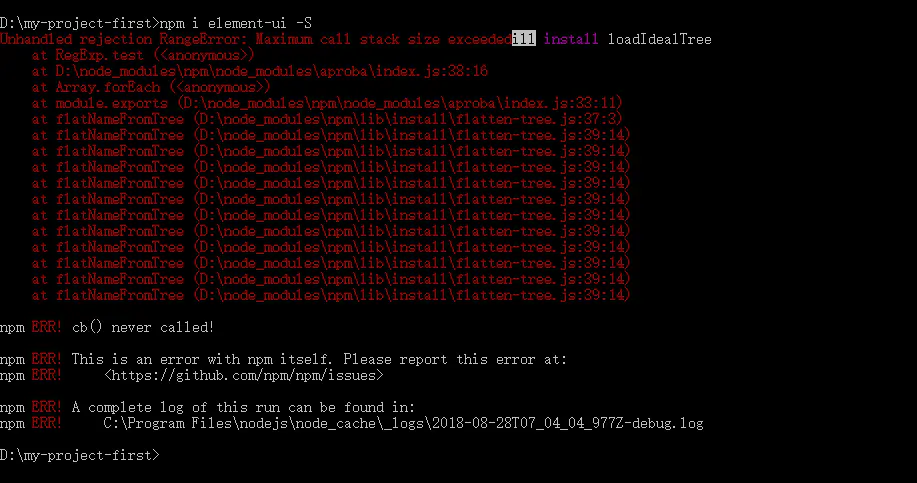 D:\my-project-first>npm i element-ui -S
Unhandled rejection RangeError: Maximum call stack size exceededill install loadIdealTree
    at RegExp.test (<anonymous>)
    at D:\node_modules\npm\node_modules\aproba\index.js:38:16
    at Array.forEach (<anonymous>)
    at module.exports (D:\node_modules\npm\node_modules\aproba\index.js:33:11)
    at flatNameFromTree (D:\node_modules\npm\lib\install\flatten-tree.js:37:3)
    at flatNameFromTree (D:\node_modules\npm\lib\install\flatten-tree.js:39:14)
    at flatNameFromTree (D:\node_modules\npm\lib\install\flatten-tree.js:39:14)
    at flatNameFromTree (D:\node_modules\npm\lib\install\flatten-tree.js:39:14)
    at flatNameFromTree (D:\node_modules\npm\lib\install\flatten-tree.js:39:14)
    at flatNameFromTree (D:\node_modules\npm\lib\install\flatten-tree.js:39:14)
    at flatNameFromTree (D:\node_modules\npm\lib\install\flatten-tree.js:39:14)
    at flatNameFromTree (D:\node_modules\npm\lib\install\flatten-tree.js:39:14)
    at flatNameFromTree (D:\node_modules\npm\lib\install\flatten-tree.js:39:14)
    at flatNameFromTree (D:\node_modules\npm\lib\install\flatten-tree.js:39:14)
    at flatNameFromTree (D:\node_modules\npm\lib\install\flatten-tree.js:39:14)
    at flatNameFromTree (D:\node_modules\npm\lib\install\flatten-tree.js:39:14)
npm ERR! cb() never called!
npm ERR! This is an error with npm itself. Please report this error at:
npm ERR!     <https://github.com/npm/npm/issues>
npm ERR! A complete log of this run can be found in:
npm ERR!     C:\Program Files\nodejs\node_cache\_logs\2018-08-28T07_04_04_977Z-debug.log
D:\my-project-first>